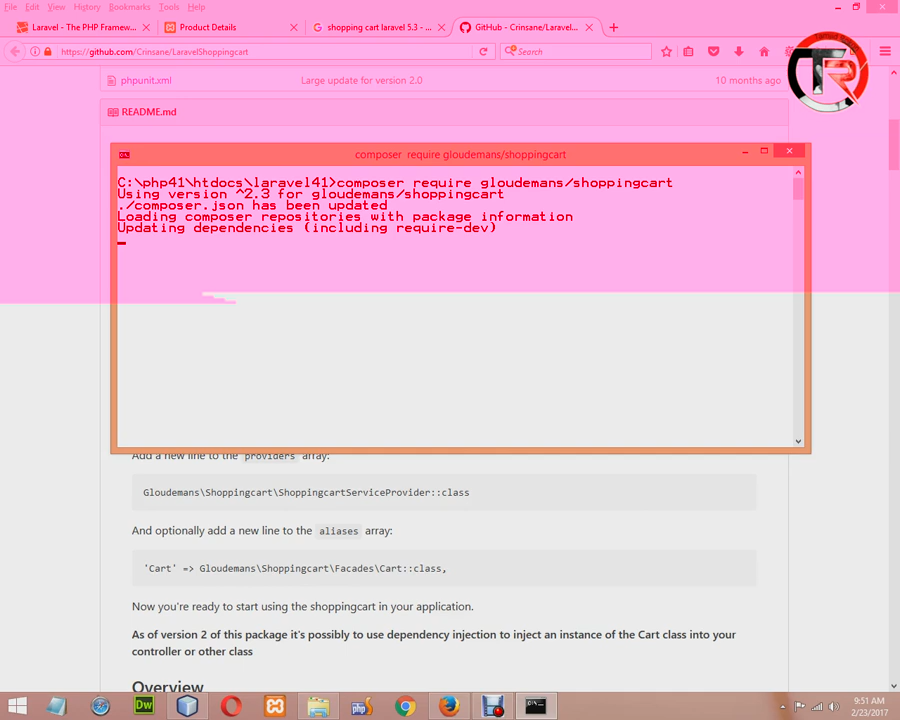 File Edit View History Bookmarks Tools Help
Laravel - The PHP Framew...
Product Details
shopping cart laravel 5.3 - ...
GitHub - Crinsane/Laravel...
https://github.com/Crinsane/LaravelShoppingcart
Search
phpunit.xml Large update for version 2.0 10 months ago
README.md
composer require gloudemans/shoppingcart
C:\php41\htdocs\laravel41>composer require gloudemans/shoppingcart
Using version ^2.3 for gloudemans/shoppingcart
./composer.json has been updated
Loading composer repositories with package information
Updating dependencies (including require-dev)
Add a new line to the providers array:
Gloudemans\Shoppingcart\ShoppingcartServiceProvider::class
And optionally add a new line to the aliases array:
'Cart' => Gloudemans\Shoppingcart\Facades\Cart::class,
Now you're ready to start using the shoppingcart in your application.
As of version 2 of this package it's possibly to use dependency injection to inject an instance of the Cart class into your
controller or other class
Overview
Dw
php
9:51 AM
2/23/2017